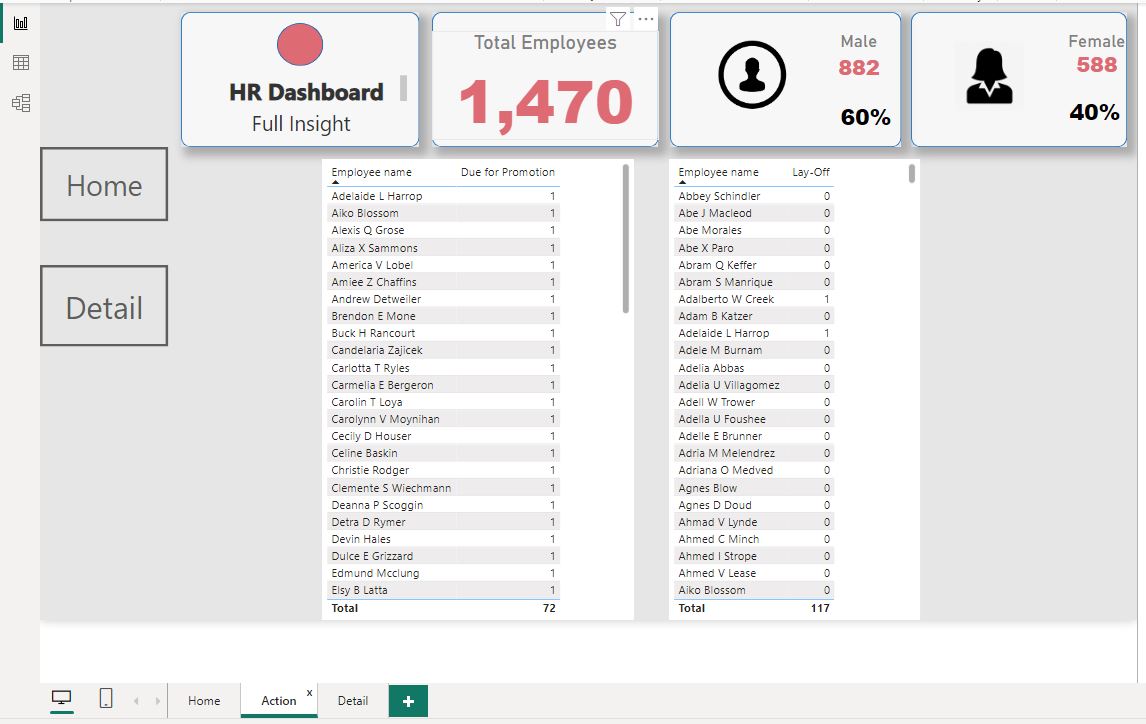 HR Dashboard
Full Insight
Total Employees
1,470
Male
882
60%
Female
588
40%
Home
Detail
Employee name Due for Promotion
Adelaide L Harrop 1
Aiko Blossom 1
Alexis Q Grose 1
Aliza X Sammons 1
America V Lobel 1
Amiee Z Chaffins 1
Andrew Detweiler 1
Brendon E Mone 1
Buck H Rancourt 1
Candelaria Zajicek 1
Carlotta T Ryles 1
Carmelia E Bergeron 1
Carolin T Loya 1
Carolynn V Moynihan 1
Cecily D Houser 1
Celine Baskin 1
Christie Rodger 1
Clemente S Wiechmann 1
Deanna P Scoggin 1
Detra D Rymer 1
Devin Hales 1
Dulce E Grizzard 1
Edmund Mcclung 1
Elsy B Latta 1
Total 72
Employee name Lay-Off
Abbey Schindler 0
Abe J Macleod 0
Abe Morales 0
Abe X Paro 0
Abram Q Keffer 0
Abram S Manrique 0
Adalberto W Creek 1
Adam B Katzer 0
Adelaide L Harrop 1
Adele M Burnam 0
Adelia Abbas 0
Adelia U Villagomez 0
Adell W Trower 0
Adella U Foushee 0
Adelle E Brunner 0
Adria M Melendrez 0
Adriana O Medved 0
Agnes Blow 0
Agnes D Doud 0
Ahmad V Lynde 0
Ahmed C Minch 0
Ahmed I Strope 0
Ahmed V Lease 0
Aiko Blossom 0
Total 117
Home Action x Detail +